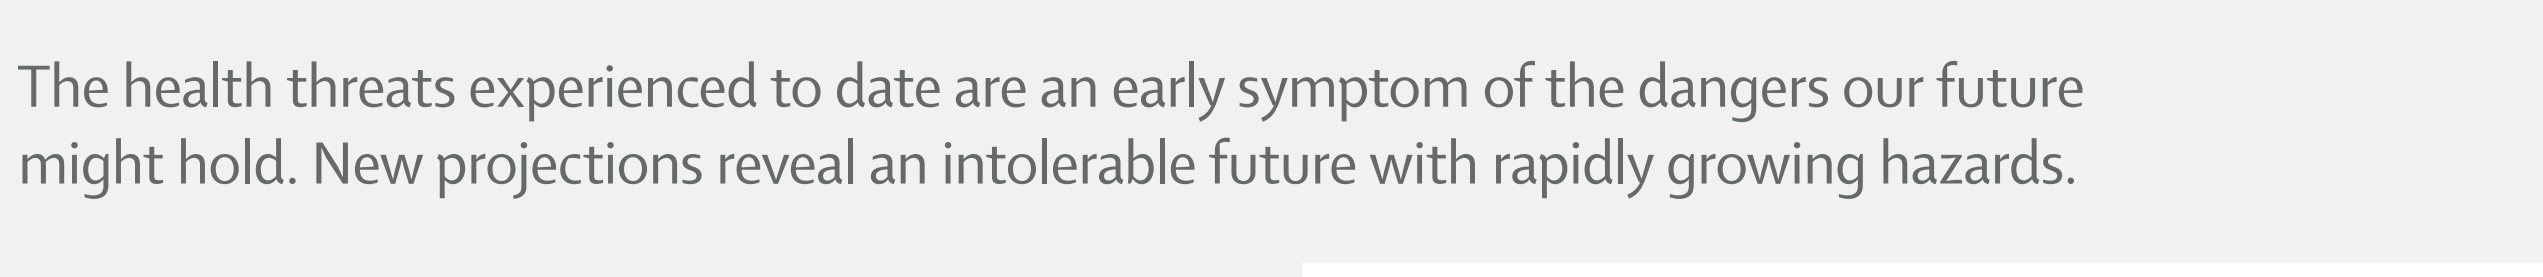 The health threats experienced to date are an early symptom of the dangers our future
might hold. New projections reveal an intolerable future with rapidly growing hazards.